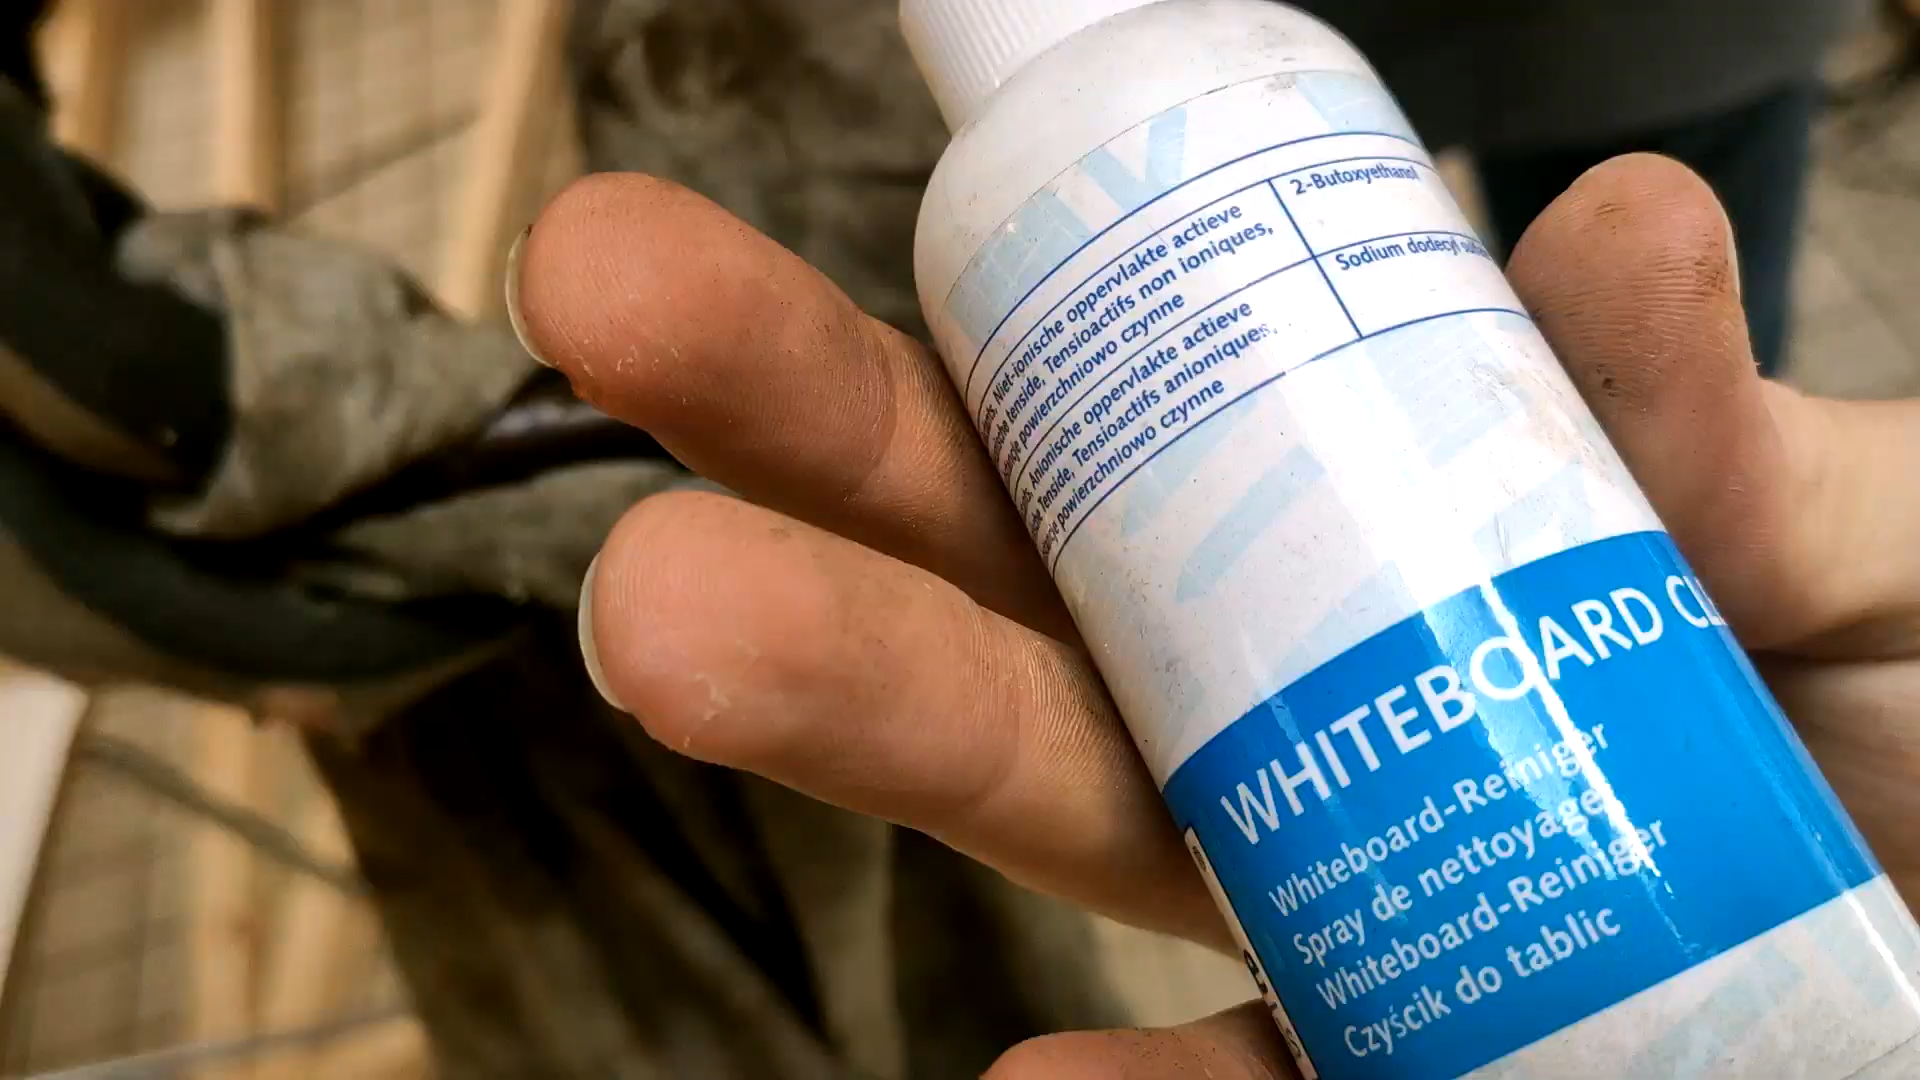 Niet-ionische oppervlakte actieve
tenside, Tensioactifs non ioniques,
powierzchniowo czynne
2-Butoxyethanol
Anionische oppervlakte actieve
Tenside, Tensioactifs anioniques,
powierzchniowo czynne
Sodium dodecyl
WHITEBOARD
Whiteboard-Reiniger
Spray de nettoyage
Whiteboard-Reiniger
Czyścik do tablic